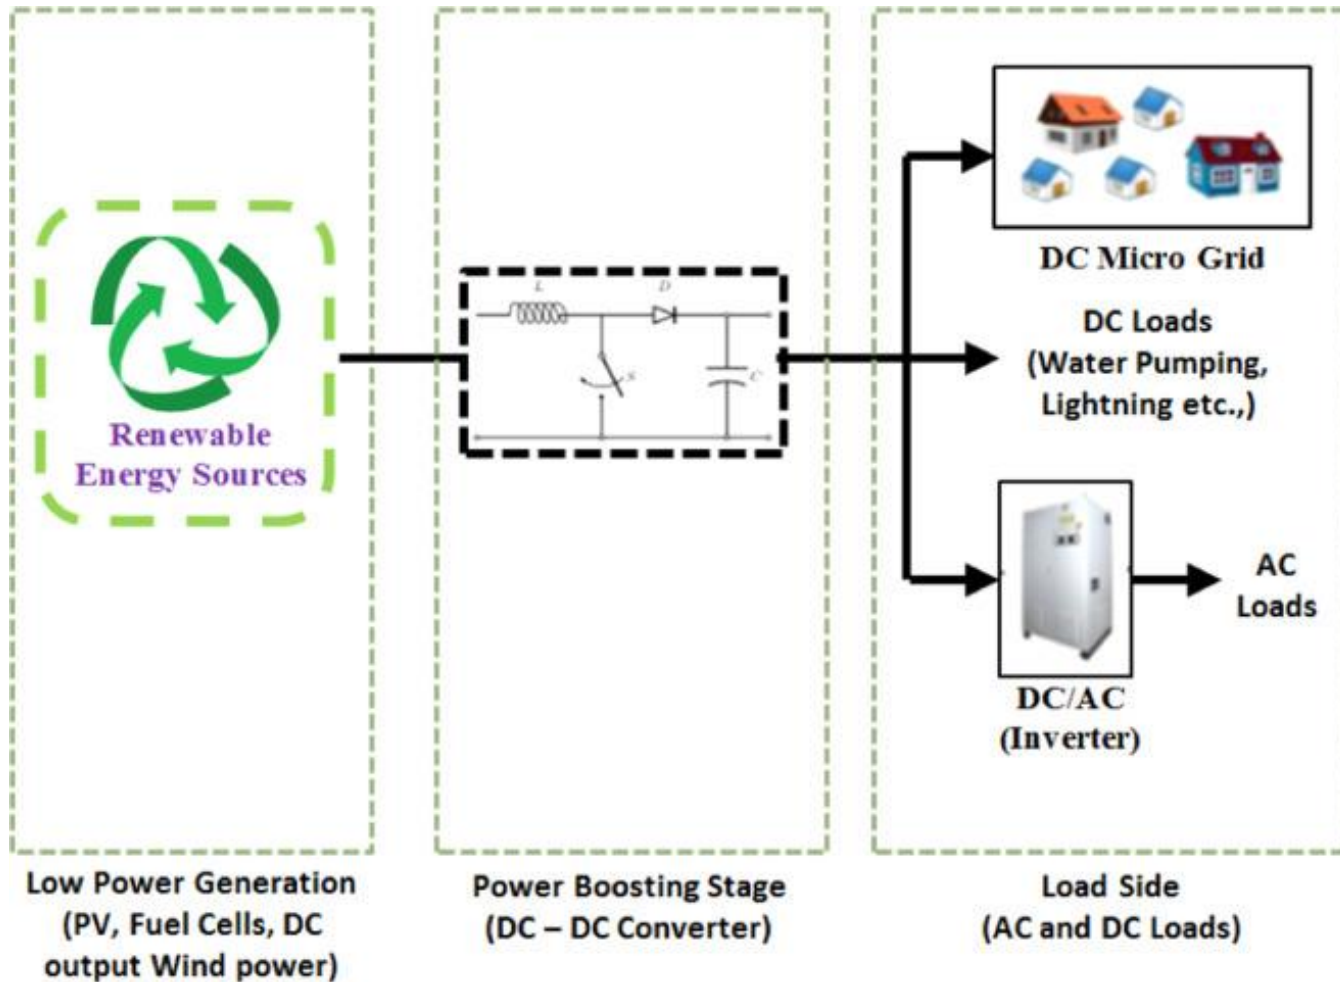 Renewable
Energy Sources
L
D
S
C
DC Micro Grid
DC Loads
(Water Pumping,
Lightning etc.,)
AC
Loads
DC/AC
(Inverter)
Low Power Generation
(PV, Fuel Cells, DC
output Wind power)
Power Boosting Stage
(DC – DC Converter)
Load Side
(AC and DC Loads)